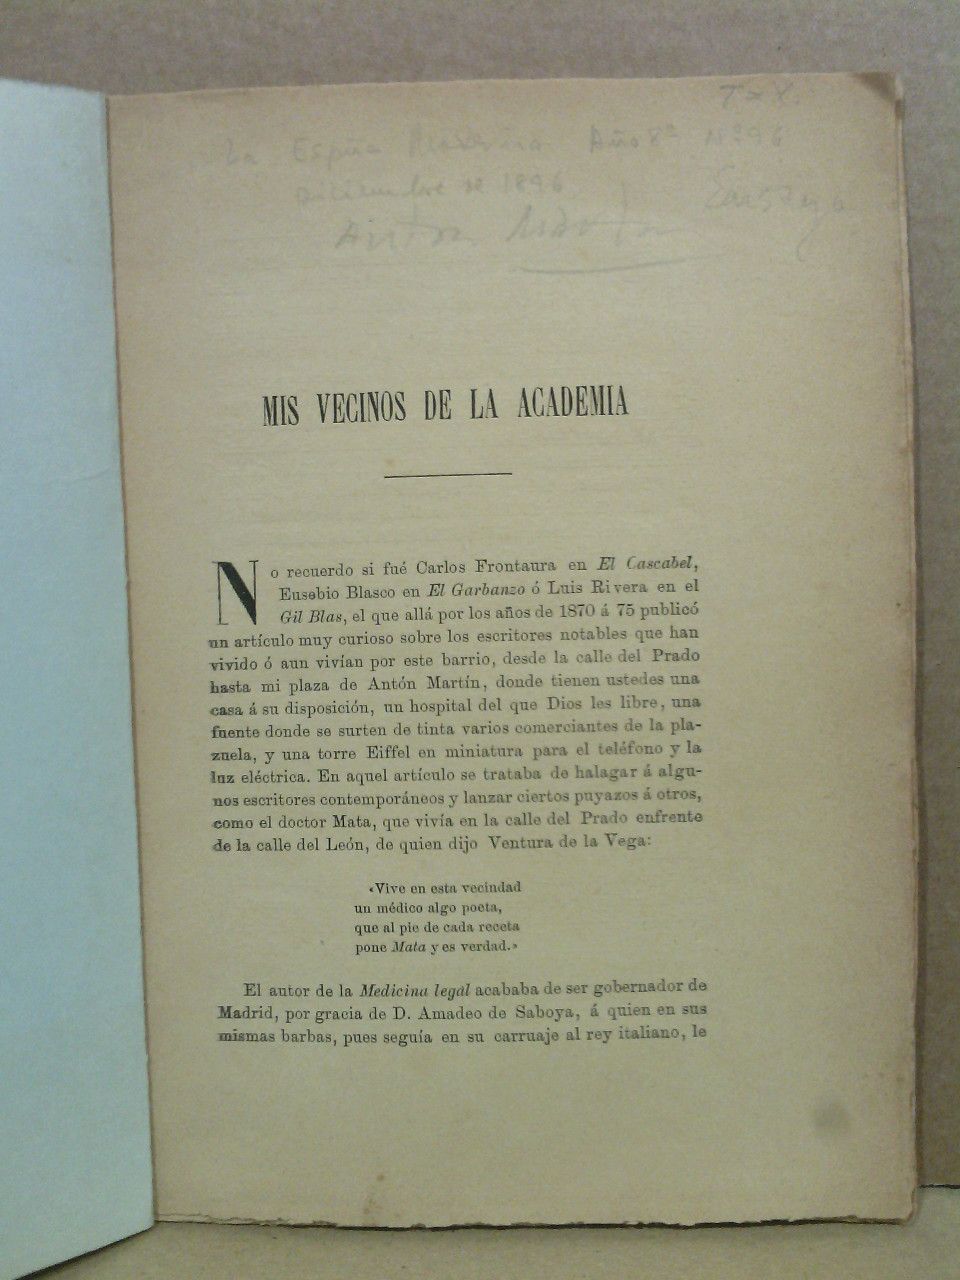 La España Moderna Año 8º Nº 96
Diciembre de 1896
MIS VECINOS DE LA ACADEMIA
No recuerdo si fué Carlos Frontaura en El Cascabel,
Eusebio Blasco en El Garbanzo ó Luis Rivera en el
Gil Blas, el que allá por los años de 1870 á 75 publicó
un artículo muy curioso sobre los escritores notables que han
vivido ó aun vivían por este barrio, desde la calle del Prado
hasta mi plaza de Antón Martín, donde tienen ustedes una
casa á su disposición, un hospital del que Dios les libre, una
fuente donde se surten de tinta varios comerciantes de la pla-
zuela, y una torre Eiffel en miniatura para el teléfono y la
luz eléctrica. En aquel artículo se trataba de halagar á algu-
nos escritores contemporáneos y lanzar ciertos puyazos á otros,
como el doctor Mata, que vivía en la calle del Prado enfrente
de la calle del León, de quien dijo Ventura de la Vega:
«Vive en esta vecindad
un médico algo poeta,
que al pie de cada receta
pone Mata y es verdad.»
El autor de la Medicina legal acababa de ser gobernador de
Madrid, por gracia de D. Amadeo de Saboya, á quien en sus
mismas barbas, pues seguía en su carruaje al rey italiano, le